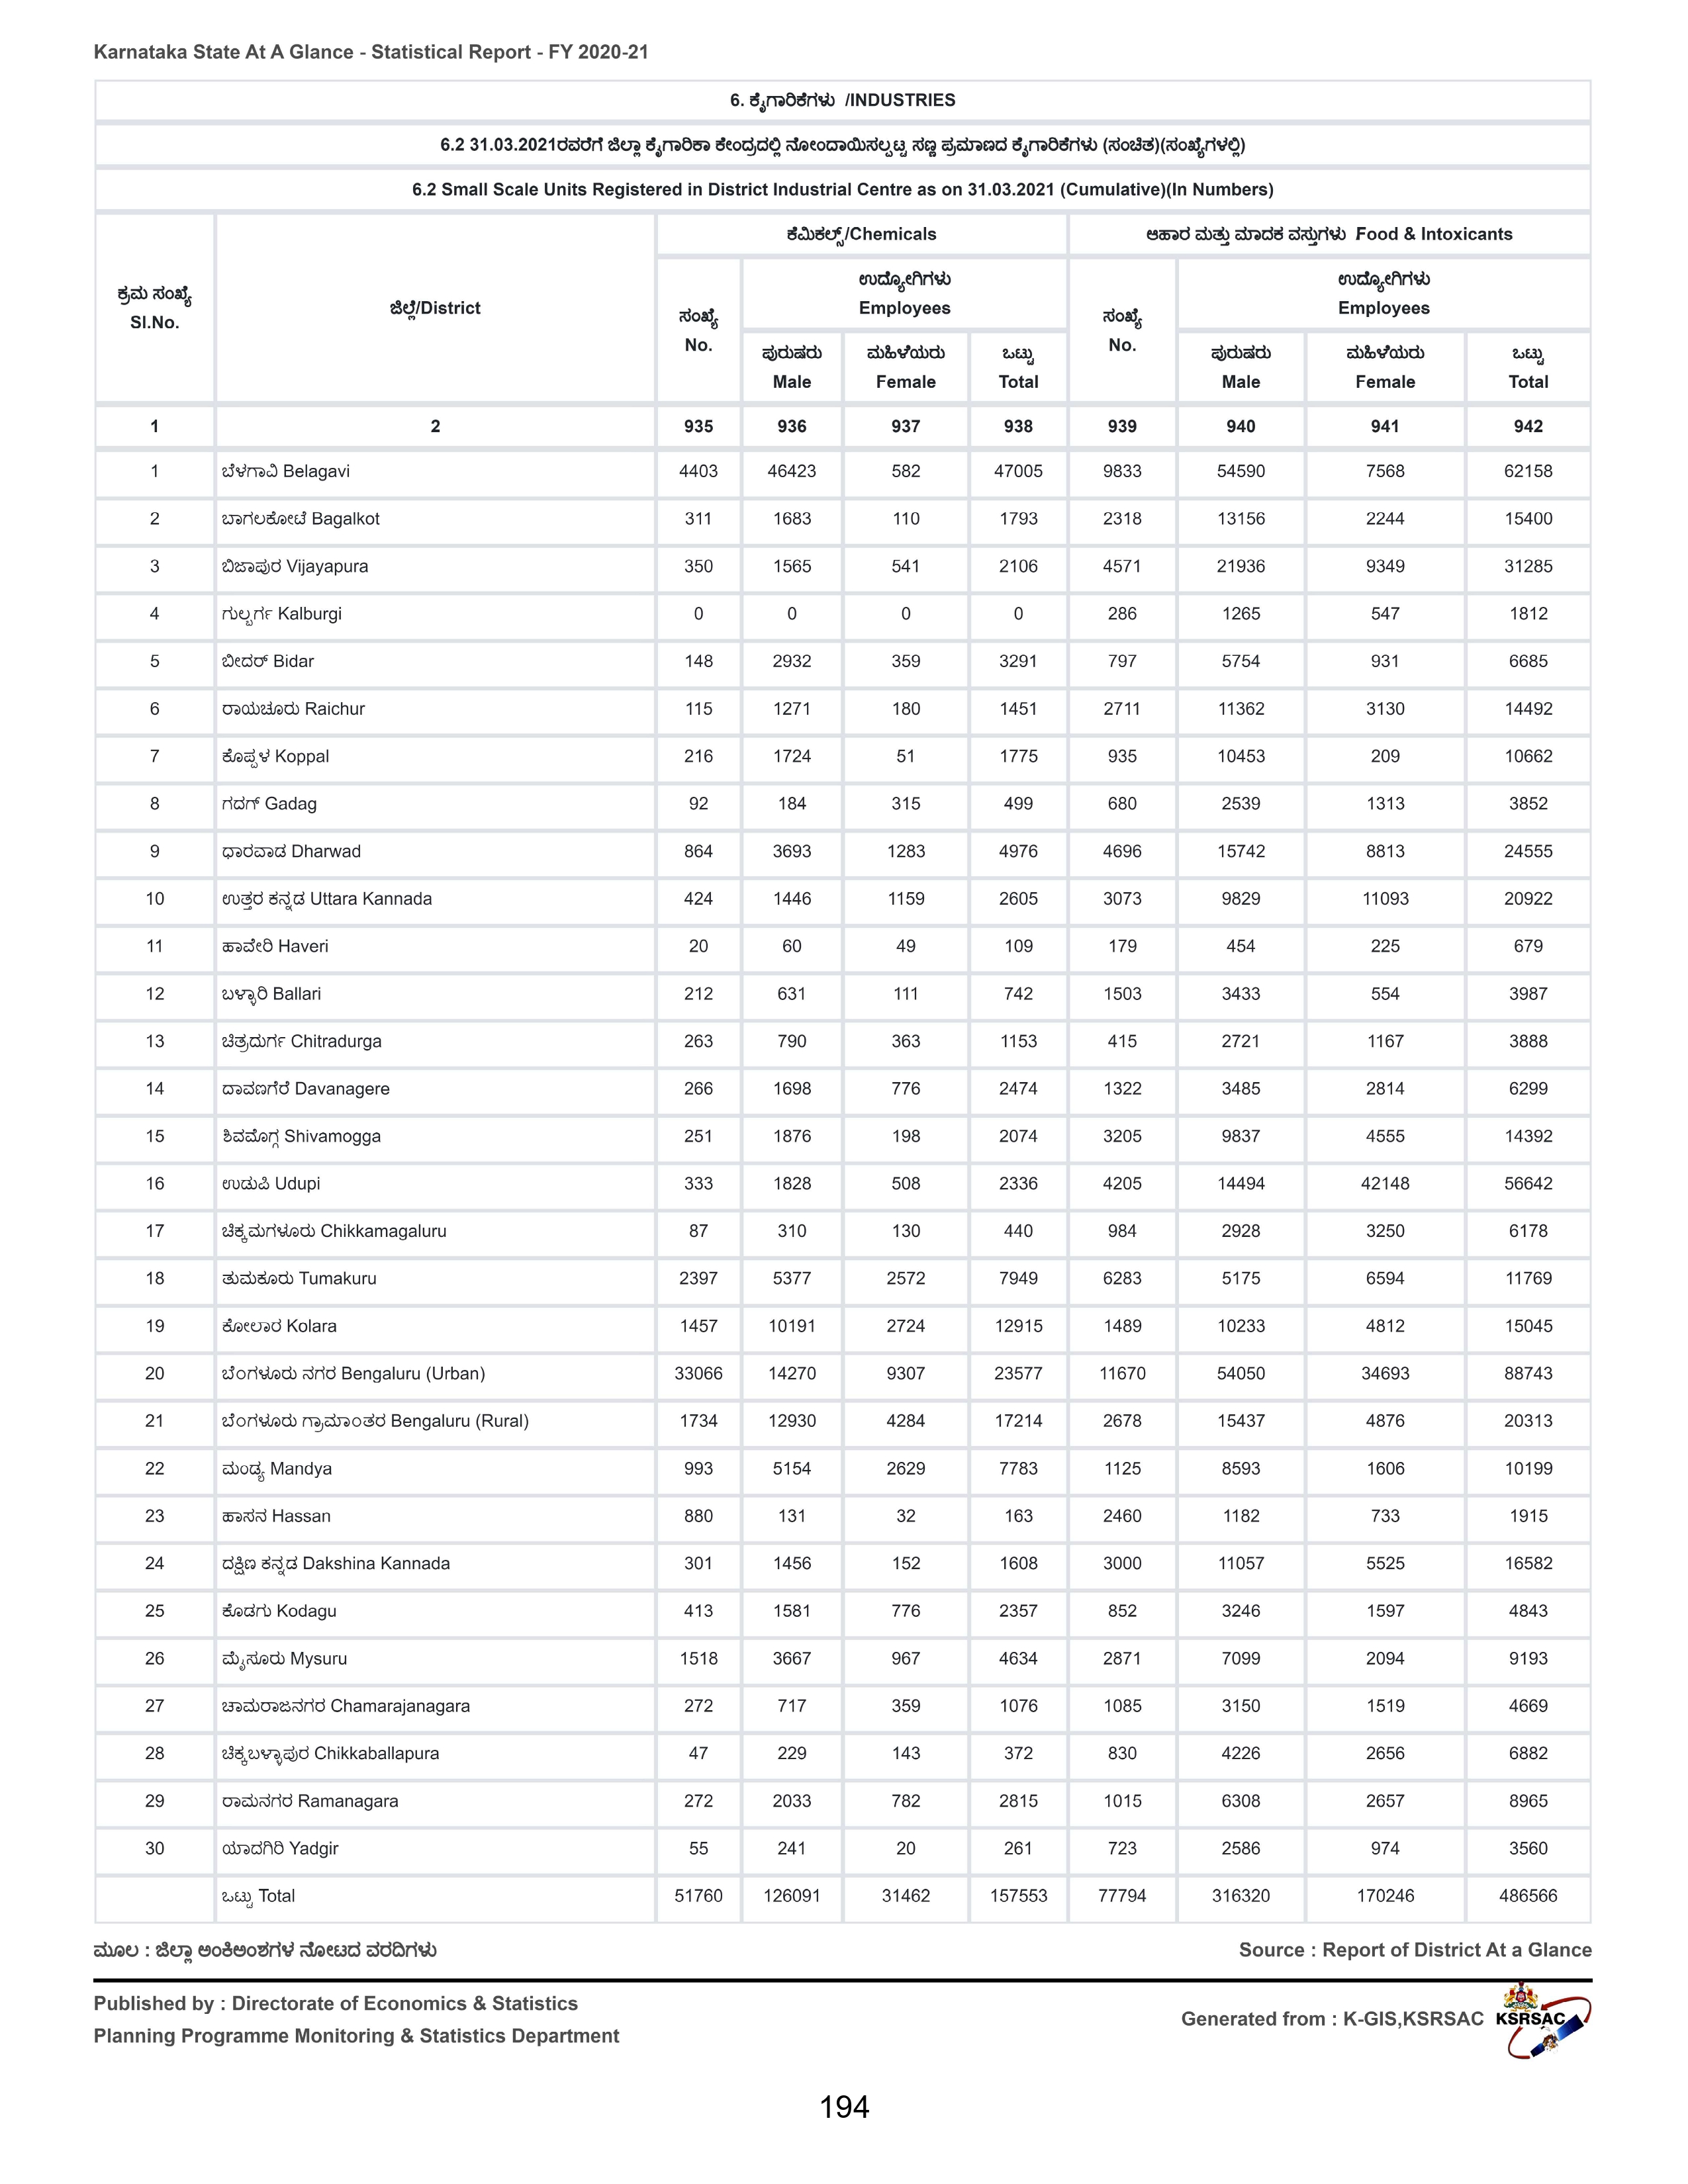 Karnataka State At A Glance - Statistical Report - FY 2020-21
6. ಕೈಗಾರಿಕೆಗಳು /INDUSTRIES
6.2 31.03.2021ರವರೆಗೆ ಜಿಲ್ಲಾ ಕೈಗಾರಿಕಾ ಕೇಂದ್ರದಲ್ಲಿ ನೋಂದಾಯಿಸಲ್ಪಟ್ಟ ಸಣ್ಣ ಪ್ರಮಾಣದ ಕೈಗಾರಿಕೆಗಳು (ಸಂಚಿತ)(ಸಂಖ್ಯೆಗಳಲ್ಲಿ)
6.2 Small Scale Units Registered in District Industrial Centre as on 31.03.2021 (Cumulative)(In Numbers)
ಕ್ರಮ ಸಂಖ್ಯೆ
Sl.No.
ಜಿಲ್ಲೆ/District
ಕೆಮಿಕಲ್ಸ್/Chemicals
ಆಹಾರ ಮತ್ತು ಮಾದಕ ವಸ್ತುಗಳು Food & Intoxicants
ಸಂಖ್ಯೆ
No.
ಉದ್ಯೋಗಿಗಳು
Employees
ಸಂಖ್ಯೆ
No.
ಉದ್ಯೋಗಿಗಳು
Employees
ಪುರುಷರು ಮಹಿಳೆಯರು ಒಟ್ಟು ಪುರುಷರು ಮಹಿಳೆಯರು ಒಟ್ಟು
Male Female Total Male Female Total
1 2 935 936 937 938 939 940 941 942
1 ಬೆಳಗಾವಿ Belagavi 4403 46423 582 47005 9833 54590 7568 62158
2 ಬಾಗಲಕೋಟೆ Bagalkot 311 1683 110 1793 2318 13156 2244 15400
3 ಬಿಜಾಪುರ Vijayapura 350 1565 541 2106 4571 21936 9349 31285
4 ಗುಲ್ಬರ್ಗ Kalburgi 0 0 0 0 286 1265 547 1812
5 ಬೀದರ್ Bidar 148 2932 359 3291 797 5754 931 6685
6 ರಾಯಚೂರು Raichur 115 1271 180 1451 2711 11362 3130 14492
7 ಕೊಪ್ಪಳ Koppal 216 1724 51 1775 935 10453 209 10662
8 ಗದಗ್ Gadag 92 184 315 499 680 2539 1313 3852
9 ಧಾರವಾಡ Dharwad 864 3693 1283 4976 4696 15742 8813 24555
10 ಉತ್ತರ ಕನ್ನಡ Uttara Kannada 424 1446 1159 2605 3073 9829 11093 20922
11 ಹಾವೇರಿ Haveri 20 60 49 109 179 454 225 679
12 ಬಳ್ಳಾರಿ Ballari 212 631 111 742 1503 3433 554 3987
13 ಚಿತ್ರದುರ್ಗ Chitradurga 263 790 363 1153 415 2721 1167 3888
14 ದಾವಣಗೆರೆ Davanagere 266 1698 776 2474 1322 3485 2814 6299
15 ಶಿವಮೊಗ್ಗ Shivamogga 251 1876 198 2074 3205 9837 4555 14392
16 ಉಡುಪಿ Udupi 333 1828 508 2336 4205 14494 42148 56642
17 ಚಿಕ್ಕಮಗಳೂರು Chikkamagaluru 87 310 130 440 984 2928 3250 6178
18 ತುಮಕೂರು Tumakuru 2397 5377 2572 7949 6283 5175 6594 11769
19 ಕೋಲಾರ Kolara 1457 10191 2724 12915 1489 10233 4812 15045
20 ಬೆಂಗಳೂರು ನಗರ Bengaluru (Urban) 33066 14270 9307 23577 11670 54050 34693 88743
21 ಬೆಂಗಳೂರು ಗ್ರಾಮಾಂತರ Bengaluru (Rural) 1734 12930 4284 17214 2678 15437 4876 20313
22 ಮಂಡ್ಯ Mandya 993 5154 2629 7783 1125 8593 1606 10199
23 ಹಾಸನ Hassan 880 131 32 163 2460 1182 733 1915
24 ದಕ್ಷಿಣ ಕನ್ನಡ Dakshina Kannada 301 1456 152 1608 3000 11057 5525 16582
25 ಕೊಡಗು Kodagu 413 1581 776 2357 852 3246 1597 4843
26 ಮೈಸೂರು Mysuru 1518 3667 967 4634 2871 7099 2094 9193
27 ಚಾಮರಾಜನಗರ Chamarajanagara 272 717 359 1076 1085 3150 1519 4669
28 ಚಿಕ್ಕಬಳ್ಳಾಪುರ Chikkaballapura 47 229 143 372 830 4226 2656 6882
29 ರಾಮನಗರ Ramanagara 272 2033 782 2815 1015 6308 2657 8965
30 ಯಾದಗಿರಿ Yadgir 55 241 20 261 723 2586 974 3560
ಒಟ್ಟು Total 51760 126091 31462 157553 77794 316320 170246 486566
ಮೂಲ : ಜಿಲ್ಲಾ ಅಂಕಿಅಂಶಗಳ ನೋಟದ ವರದಿಗಳು
Source : Report of District At a Glance
Published by : Directorate of Economics & Statistics
Planning Programme Monitoring & Statistics Department
Generated from : K-GIS,KSRSAC
KSRSAC
194